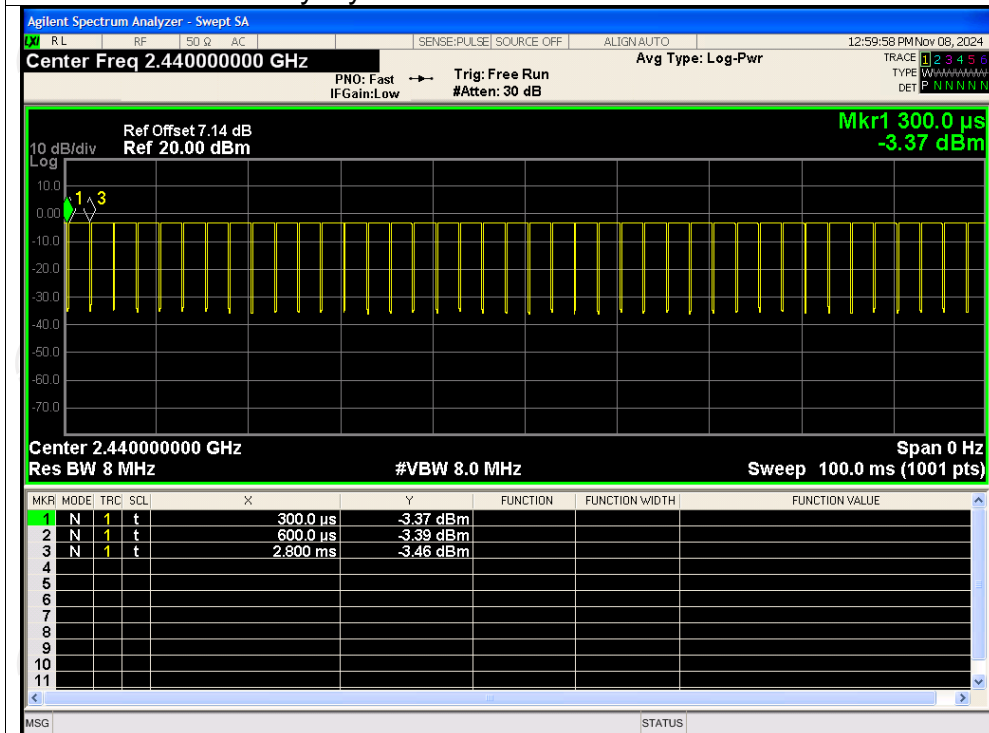 Agilent Spectrum Analyzer - Swept SA
LXI RL RF 50 Ω AC SENSE:PULSE SOURCE OFF ALIGN AUTO 12:59:58 PM Nov 08, 2024
Center Freq 2.440000000 GHz
PNO: Fast Trig: Free Run
IFGain:Low #Atten: 30 dB
Avg Type: Log-Pwr
TRACE 1 2 3 4 5 6
TYPE W
DET P N N N N N
Mkr1 300.0 µs
-3.37 dBm
Ref Offset 7.14 dB
10 dB/div Ref 20.00 dBm
Log
10.0
0.00
-10.0
-20.0
-30.0
-40.0
-50.0
-60.0
-70.0
1 3
Center 2.440000000 GHz Span 0 Hz
Res BW 8 MHz #VBW 8.0 MHz Sweep 100.0 ms (1001 pts)
MKR MODE TRC SCL X Y FUNCTION FUNCTION WIDTH FUNCTION VALUE
1 N 1 t 300.0 µs -3.37 dBm
2 N 1 t 600.0 µs -3.39 dBm
3 N 1 t 2.800 ms -3.46 dBm
4
5
6
7
8
9
10
11
MSG STATUS